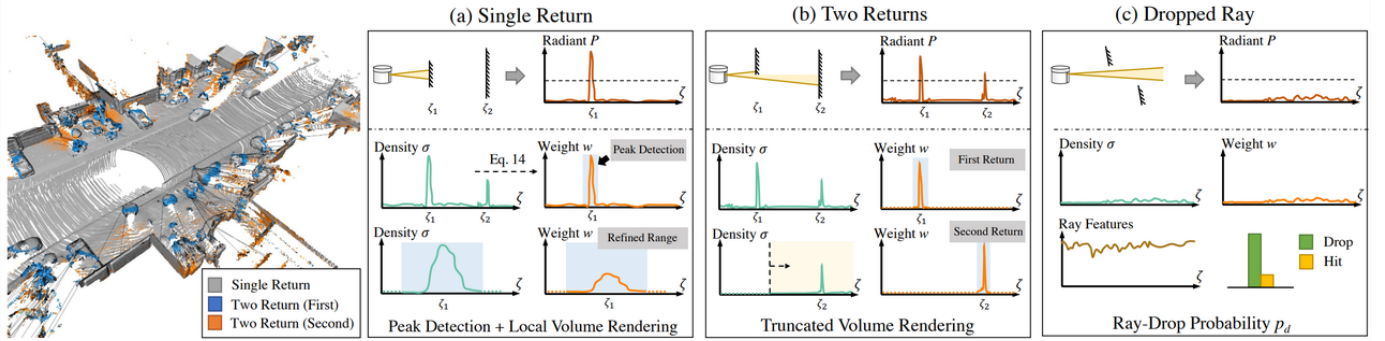 (a) Single Return
Radiant P
ζ
ζ₁
ζ₂
ζ₁
Density σ
ζ
ζ₁
ζ₂
Eq. 14
Weight w
Peak Detection
ζ
ζ₁
Density σ
ζ
ζ₁
Weight w
Refined Range
ζ
ζ₁
Peak Detection + Local Volume Rendering
(b) Two Returns
Radiant P
ζ
ζ₁
ζ₂
ζ₁
ζ₂
Density σ
ζ
ζ₁
ζ₂
Weight w
First Return
ζ
ζ₁
Density σ
ζ
ζ₂
Weight w
Second Return
ζ
ζ₂
Truncated Volume Rendering
(c) Dropped Ray
Radiant P
ζ
Density σ
ζ
Weight w
ζ
Ray Features
ζ
Drop
Hit
Ray-Drop Probability p_d
Single Return
Two Return (First)
Two Return (Second)